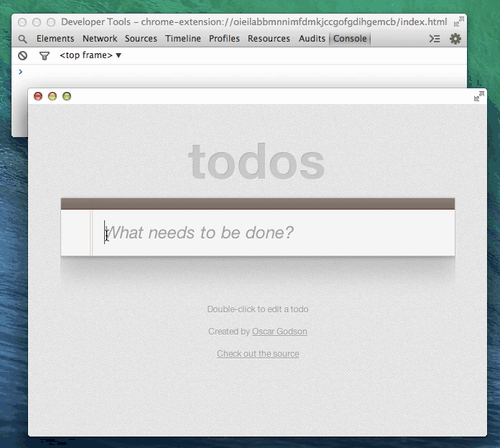 Developer Tools – chrome-extension://oieilabbmnnimfdmkjccgofgdihgemcb/index.html
Elements Network Sources Timeline Profiles Resources Audits Console
<top frame> ▼
>
todos
What needs to be done?
Double-click to edit a todo
Created by Oscar Godson
Check out the source